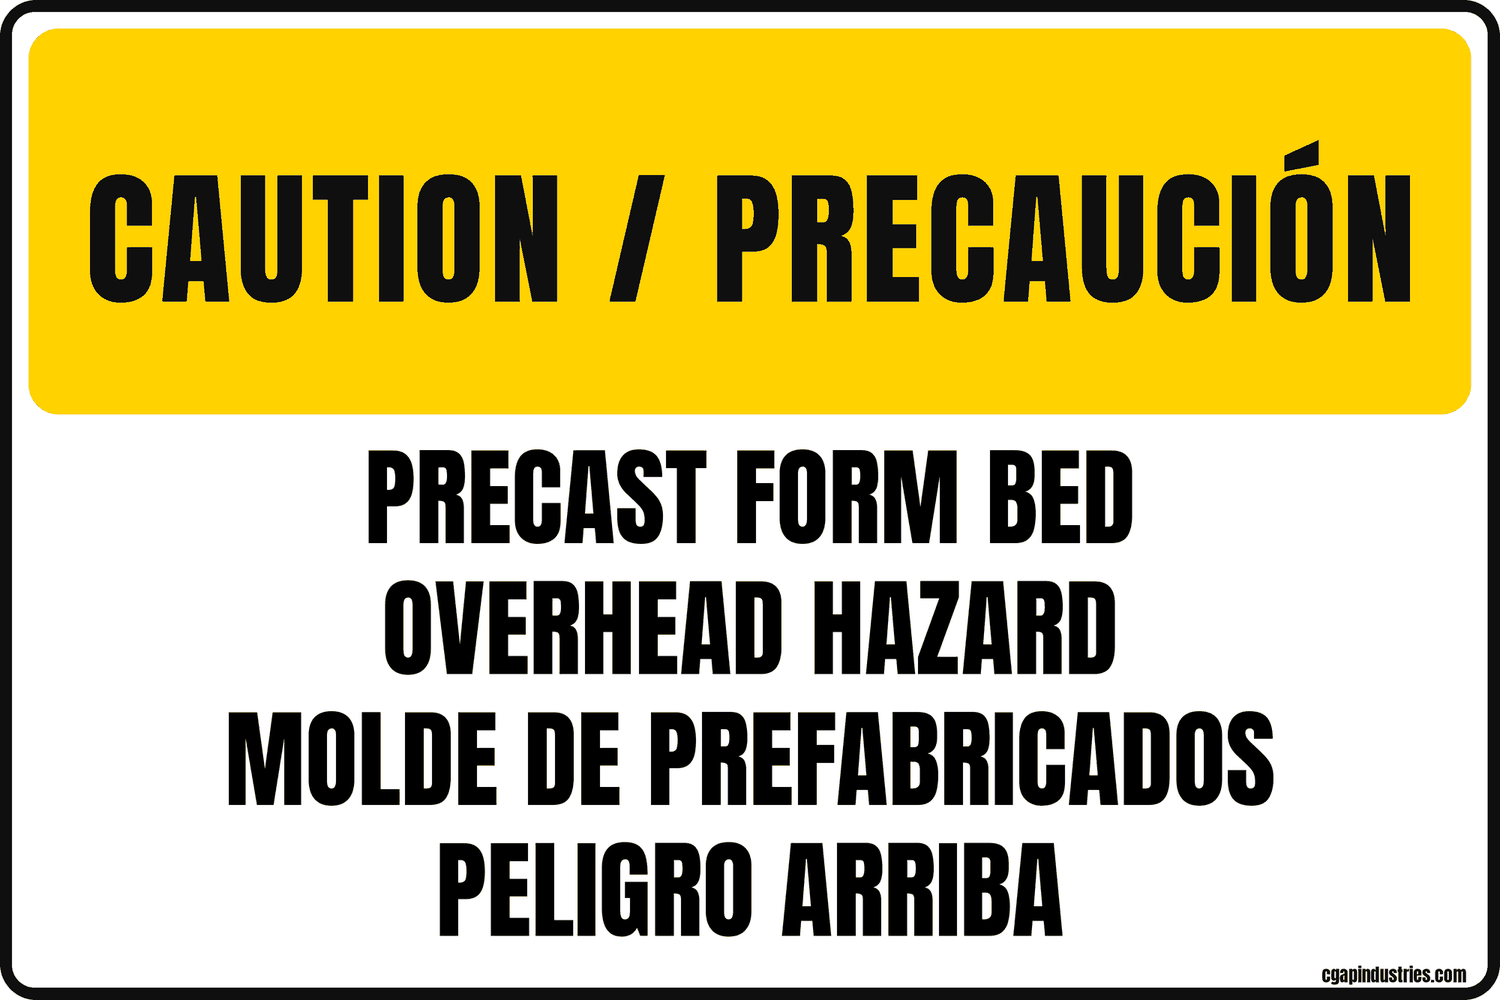 CAUTION / PRECAUCIÓN
PRECAST FORM BED
OVERHEAD HAZARD
MOLDE DE PREFABRICADOS
PELIGRO ARRIBA
cgapindustries.com